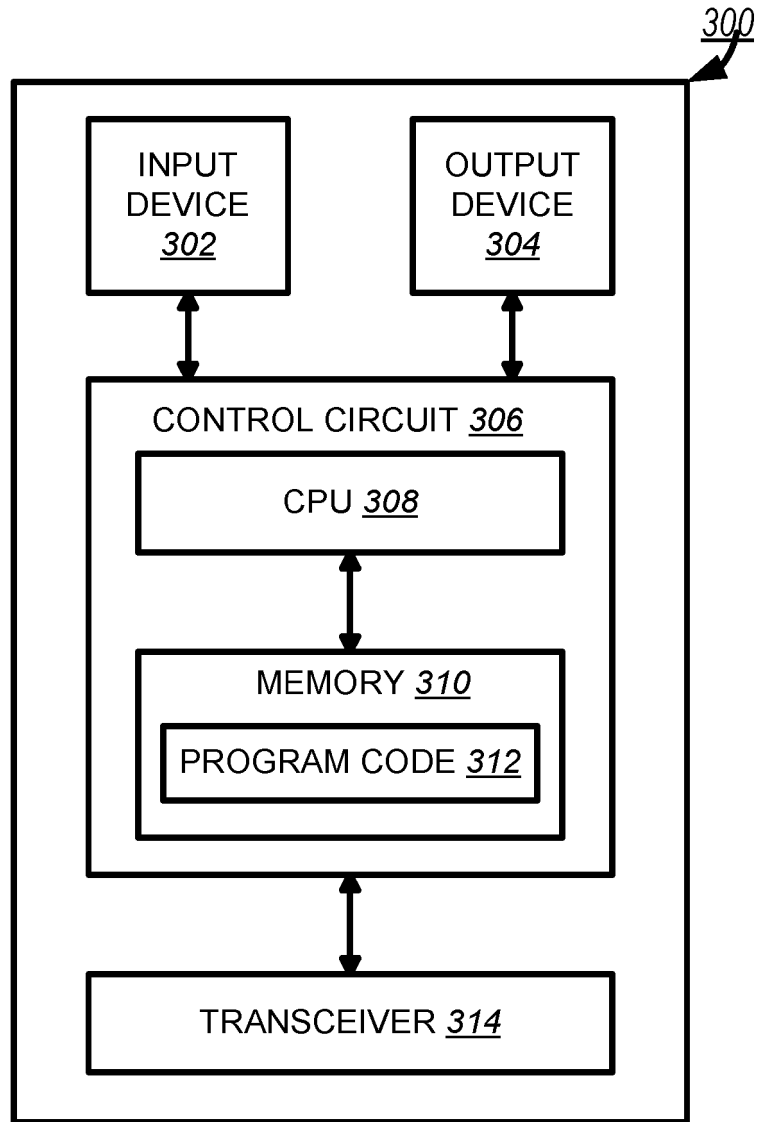 300
INPUT
DEVICE
302
OUTPUT
DEVICE
304
CONTROL CIRCUIT 306
CPU 308
MEMORY 310
PROGRAM CODE 312
TRANSCEIVER 314